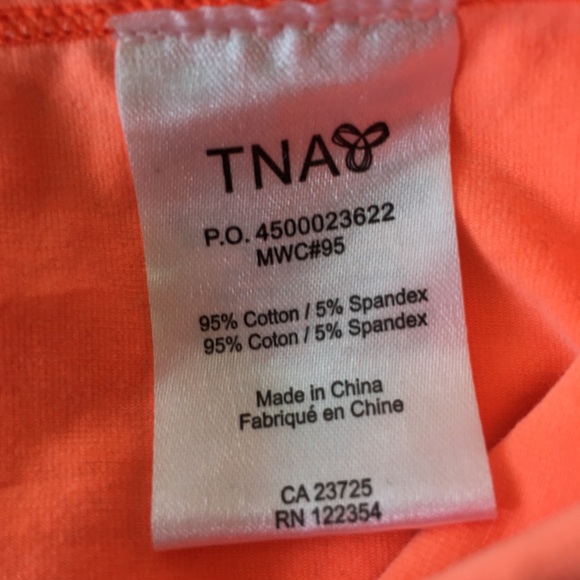 TNA
P.O. 4500023622
MWC#95
95% Cotton / 5% Spandex
95% Coton / 5% Spandex
Made in China
Fabriqué en Chine
CA 23725
RN 122354